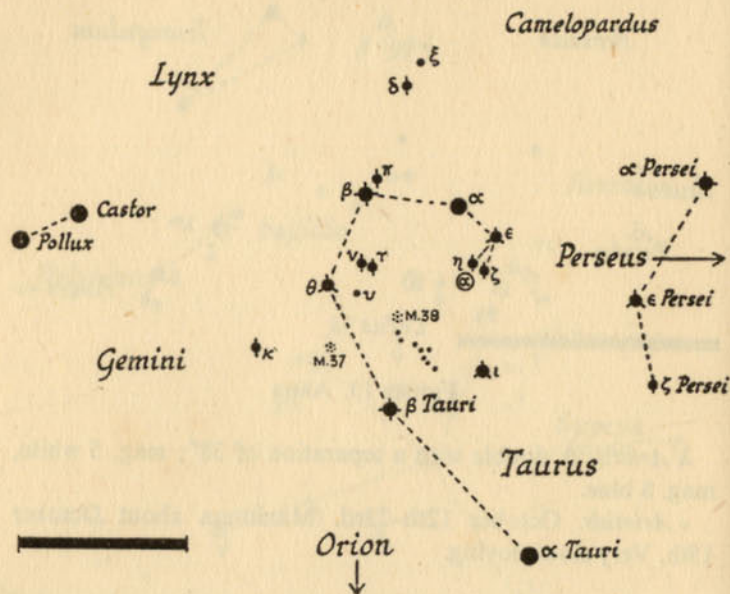 Camelopardus
ξ
Lynx
δ
π
β
α
α Persei
Castor
Pollux
ε
ν τ
η
ζ
Perseus
θ
υ
α
ε Persei
M.38
Gemini
κ
M.37
ι
ζ Persei
β Tauri
Taurus
Orion
α Tauri